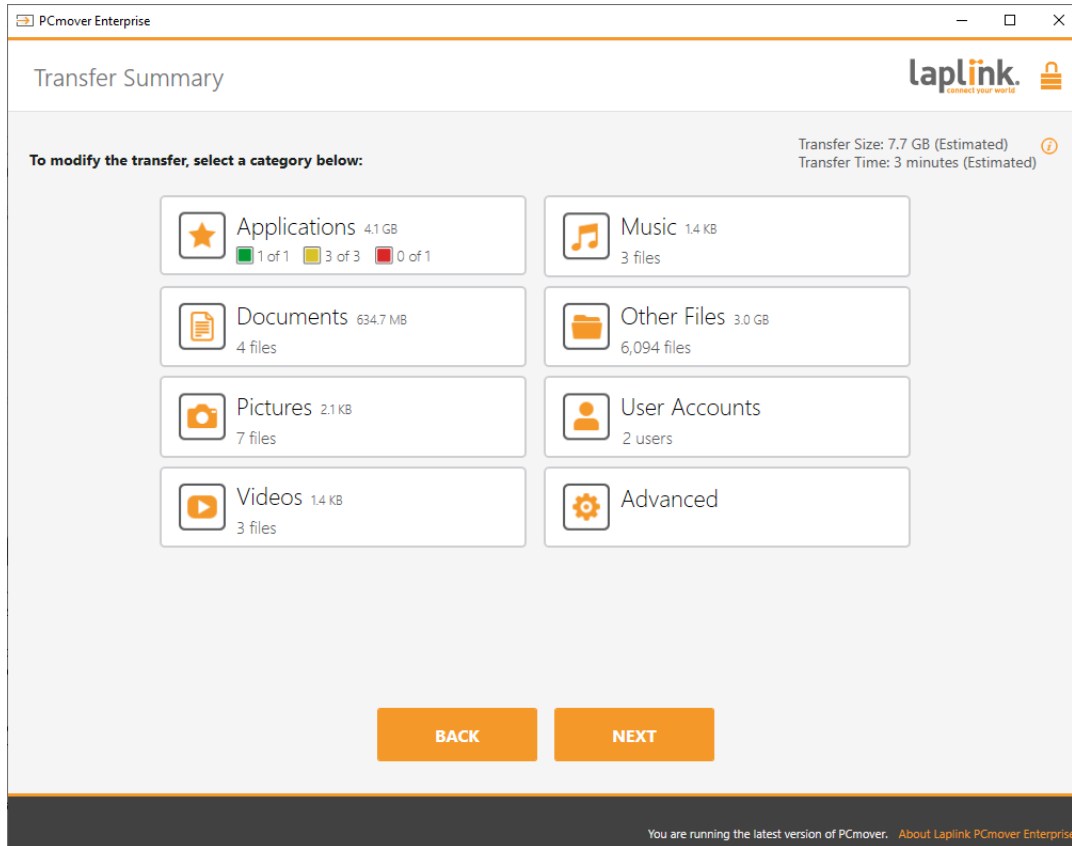 PCmover Enterprise
Transfer Summary
laplink.
connect your world
Transfer Size: 7.7 GB (Estimated)
Transfer Time: 3 minutes (Estimated)
To modify the transfer, select a category below:
Applications 4.1 GB
1 of 1 3 of 3 0 of 1
Music 1.4 KB
3 files
Documents 634.7 MB
4 files
Other Files 3.0 GB
6,094 files
Pictures 2.1 KB
7 files
User Accounts
2 users
Videos 1.4 KB
3 files
Advanced
BACK NEXT
You are running the latest version of PCmover. About Laplink PCmover Enterprise